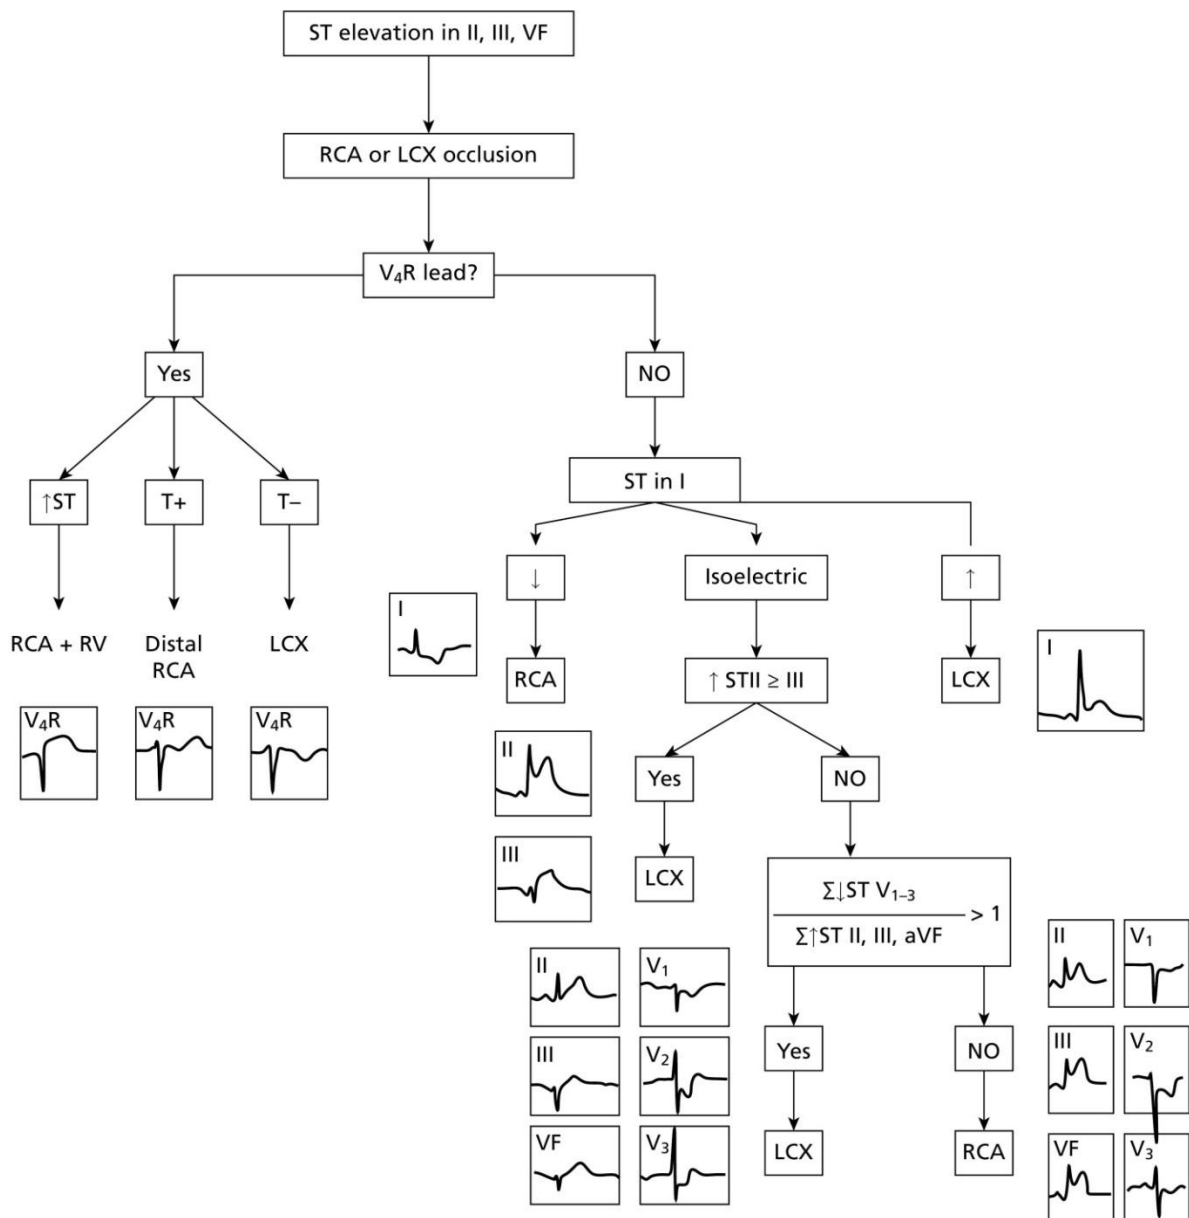 ST elevation in II, III, VF
RCA or LCX occlusion
V₄R lead?
Yes
NO
ST in I
↑ST
T+
T−
↓
Isoelectric
↑
RCA + RV
Distal
RCA
LCX
I
RCA
↑ STII ≥ III
LCX
I
V₄R
V₄R
V₄R
II
Yes
NO
III
LCX
Σ↓ST V₁₋₃
Σ↑ST II, III, aVF
> 1
II
V₁
II
V₁
III
V₂
Yes
NO
III
V₂
VF
V₃
LCX
RCA
VF
V₃